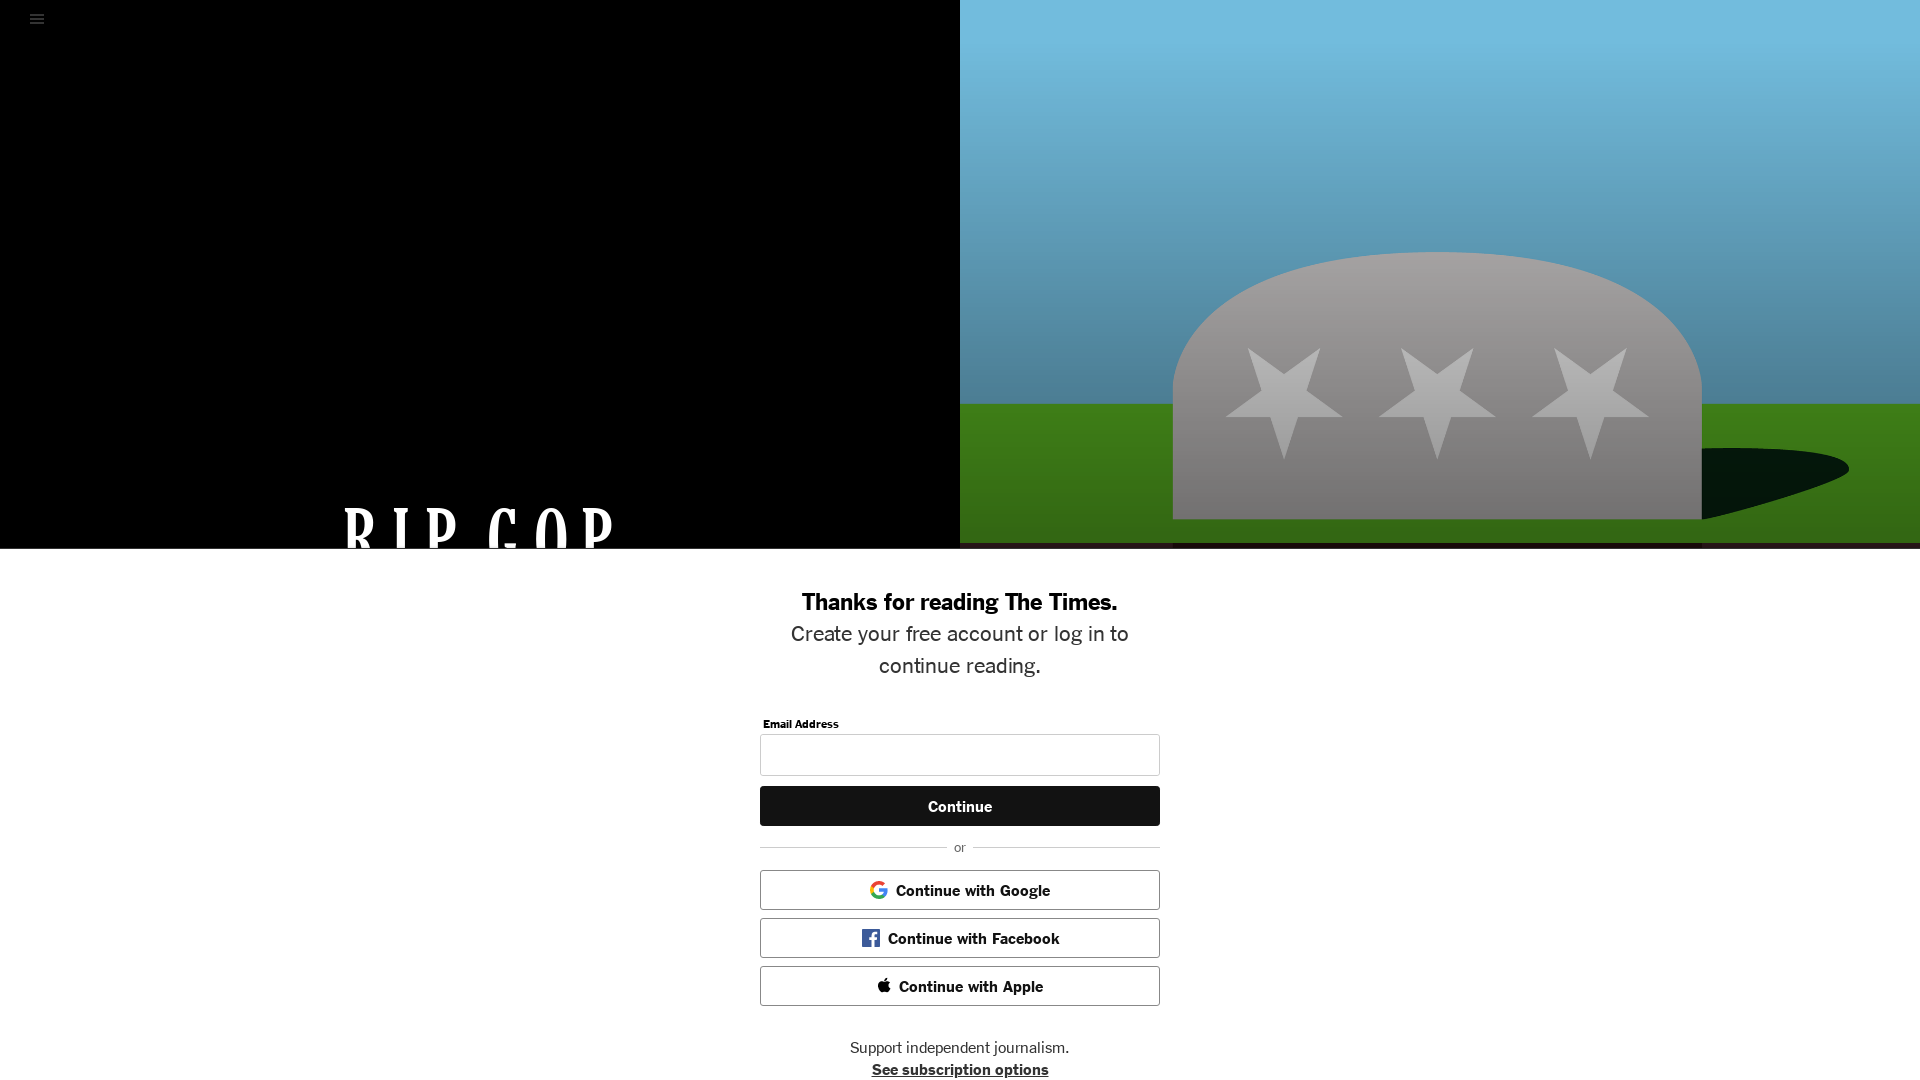 RIP GOP
Thanks for reading The Times.
Create your free account or log in to
continue reading.
Email Address
Continue
or
Continue with Google
Continue with Facebook
Continue with Apple
Support independent journalism.
See subscription options